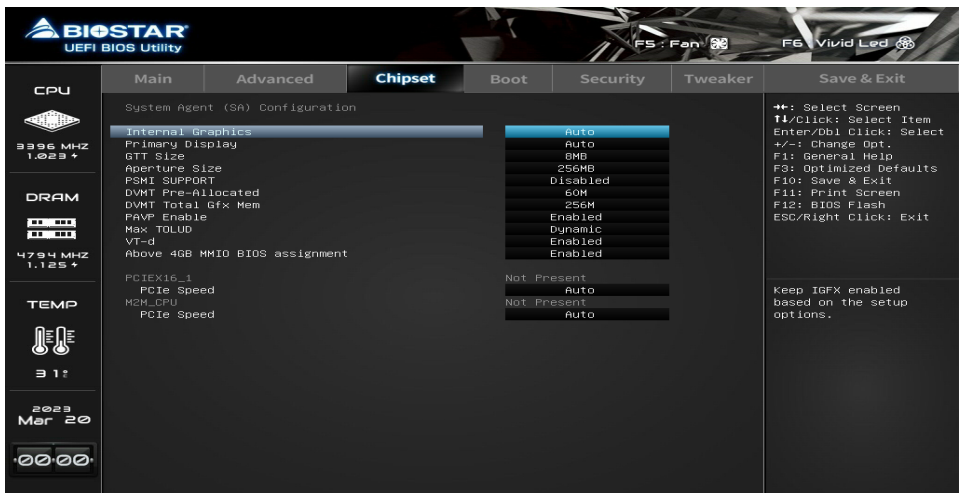 BIOSTAR
UEFI BIOS Utility
F5 : Fan
F6 Vivid Led
CPU
3396 MHZ
1.023
DRAM
4794 MHZ
1.125
TEMP
31
2023
Mar 20
00:00
Main Advanced Chipset Boot Security Tweaker Save & Exit
System Agent (SA) Configuration
Internal Graphics Auto
Primary Display Auto
GTT Size 8MB
Aperture Size 256MB
PSMI SUPPORT Disabled
DVMT Pre-Allocated 60M
DVMT Total Gfx Mem 256M
PAVP Enable Enabled
Max TOLUD Dynamic
VT-d Enabled
Above 4GB MMIO BIOS assignment Enabled
PCIEX16_1 Not Present
PCIe Speed Auto
M2M_CPU Not Present
PCIe Speed Auto
→←: Select Screen
↑↓/Click: Select Item
Enter/Dbl Click: Select
+/-: Change Opt.
F1: General Help
F3: Optimized Defaults
F10: Save & Exit
F11: Print Screen
F12: BIOS Flash
ESC/Right Click: Exit
Keep IGFX enabled
based on the setup
options.